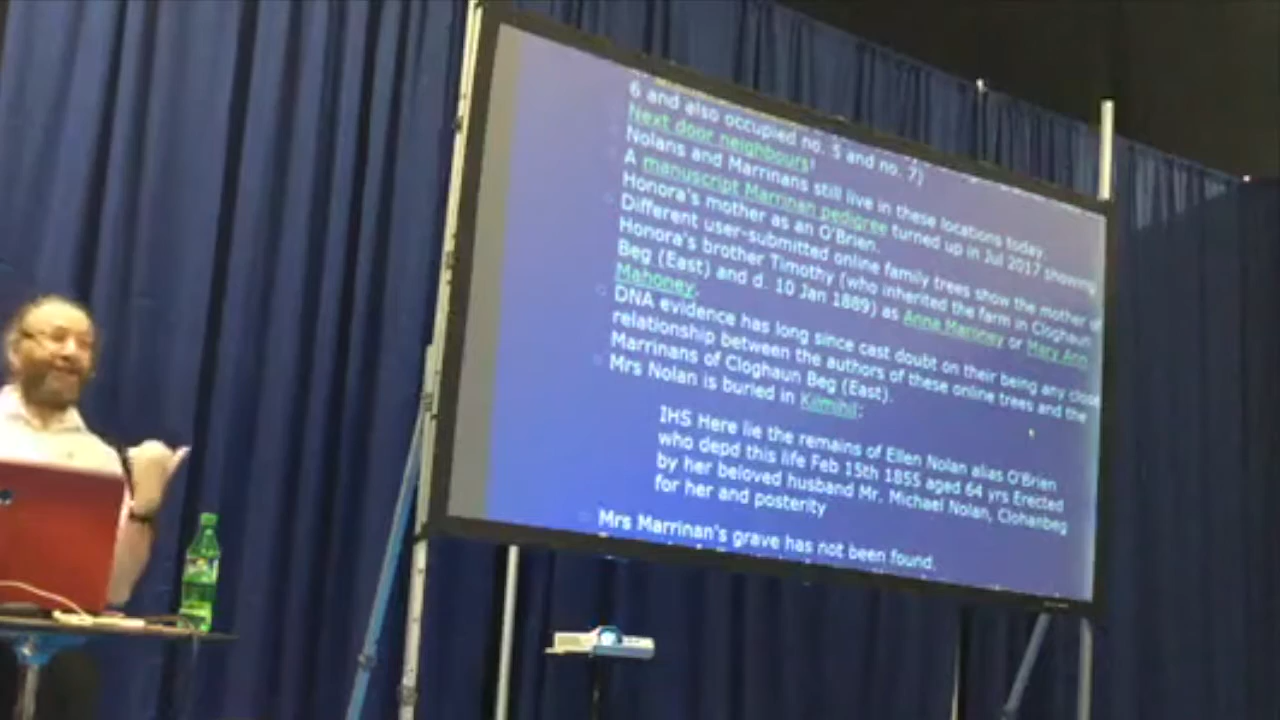 6 and also occupied no. 5 and no. 7)
Next door neighbours!
Nolans and Marrinans still live in these locations today.
A manuscript Marrinan pedigree turned up in Jul 2017 showing
Honora's mother as an O'Brien.
Different user-submitted online family trees show the mother of
Honora's brother Timothy (who inherited the farm in Cloghaun
Beg (East) and d. 10 Jan 1889) as Anna Maroney or Mary Ann
Mahoney.
DNA evidence has long since cast doubt on their being any close
relationship between the authors of these online trees and the
Marrinans of Cloghaun Beg (East).
Mrs Nolan is buried in Kilmihil:
IHS Here lie the remains of Ellen Nolan alias O'Brien
who depd this life Feb 15th 1855 aged 64 yrs Erected
by her beloved husband Mr. Michael Nolan, Clohanbeg
for her and posterity
Mrs Marrinan's grave has not been found.